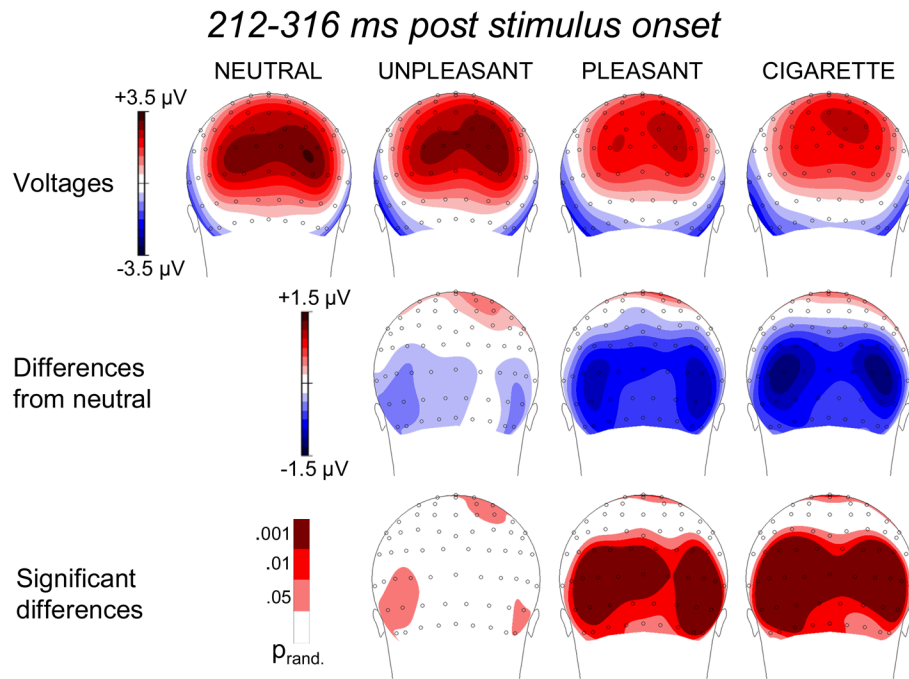 212-316 ms post stimulus onset
NEUTRAL UNPLEASANT PLEASANT CIGARETTE
+3.5 µV
Voltages
-3.5 µV
+1.5 µV
Differences
from neutral
-1.5 µV
.001
.01
.05
Significant
differences
prand.